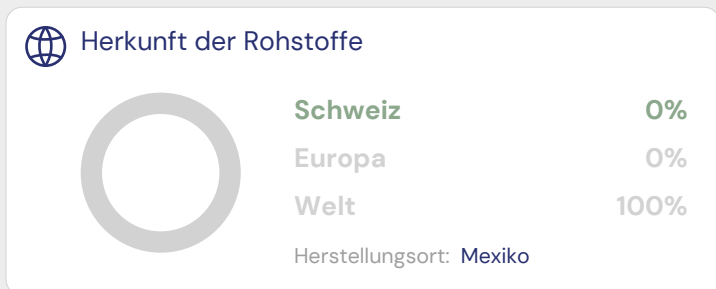 Herkunft der Rohstoffe
Schweiz 0%
Europa 0%
Welt 100%
Herstellungsort: Mexiko